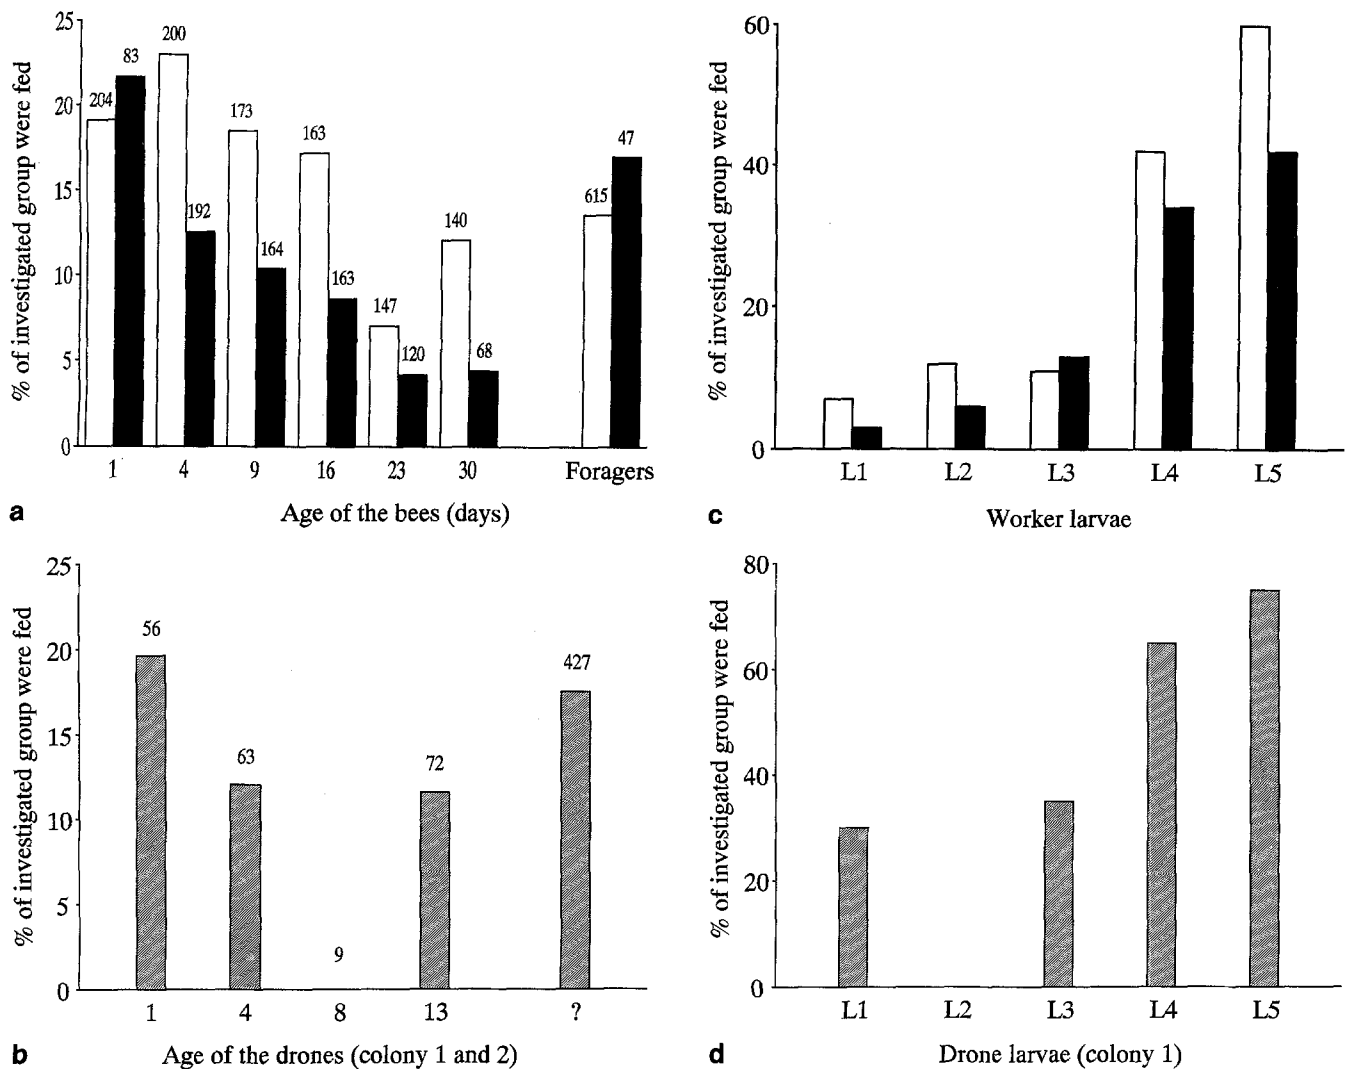 % of investigated group were fed
25
20
15
10
5
0
204
83
200
192
173
164
163
163
147
120
140
68
615
47
1 4 9 16 23 30 Foragers
a
Age of the bees (days)
% of investigated group were fed
60
40
20
0
L1 L2 L3 L4 L5
c
Worker larvae
% of investigated group were fed
25
20
15
10
5
0
56
63
9
72
427
1 4 8 13 ?
b
Age of the drones (colony 1 and 2)
% of investigated group were fed
80
60
40
20
0
L1 L2 L3 L4 L5
d
Drone larvae (colony 1)